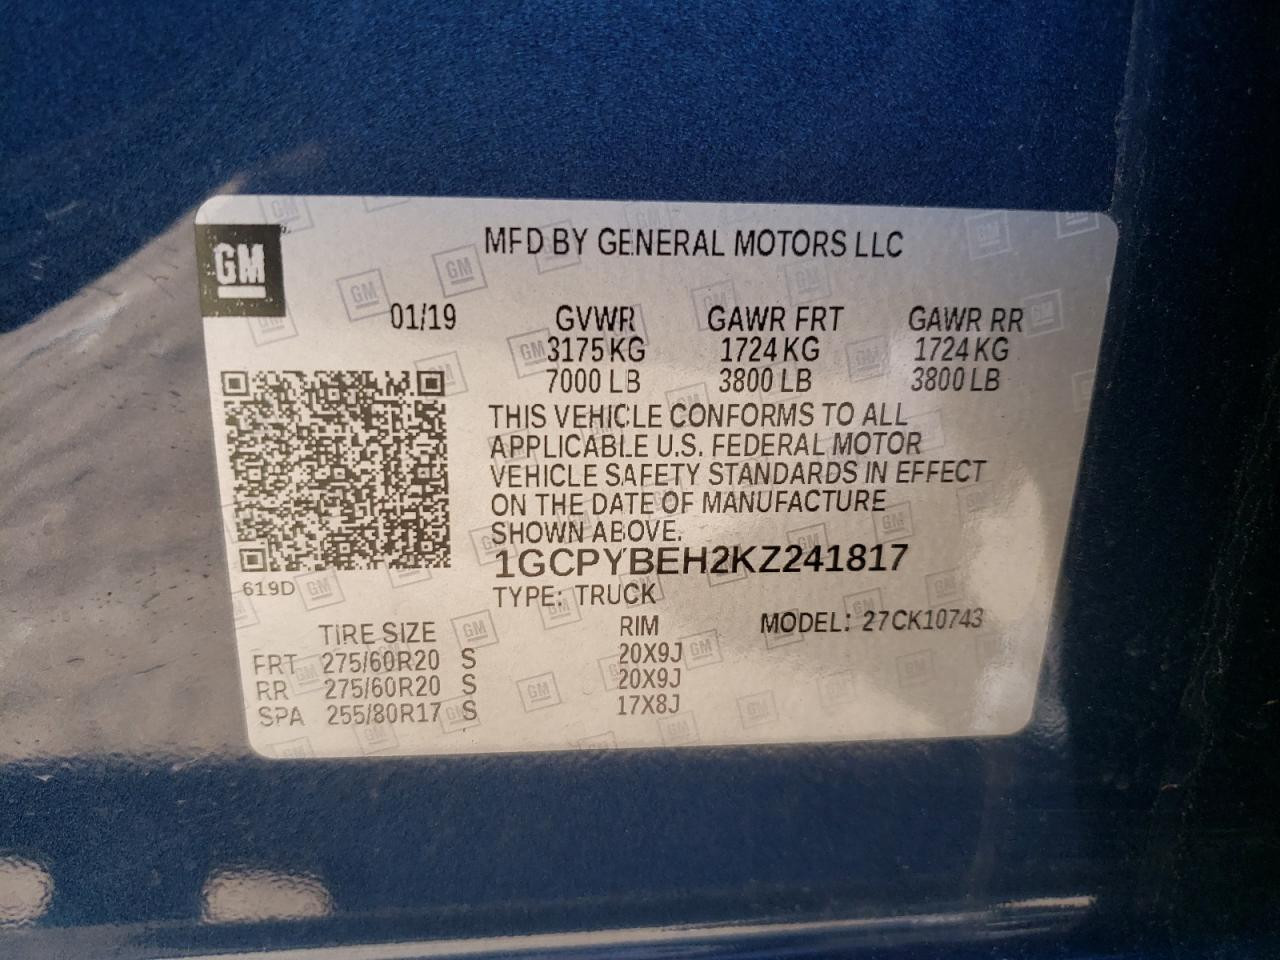 GM
MFD BY GENERAL MOTORS LLC
01/19 GVWR GAWR FRT GAWR RR
3175 KG 1724 KG 1724 KG
7000 LB 3800 LB 3800 LB
THIS VEHICLE CONFORMS TO ALL
APPLICABLE U.S. FEDERAL MOTOR
VEHICLE SAFETY STANDARDS IN EFFECT
ON THE DATE OF MANUFACTURE
SHOWN ABOVE.
1GCPYBEH2KZ241817
619D
TYPE: TRUCK
TIRE SIZE RIM MODEL: 27CK10743
FRT 275/60R20 S 20X9J
RR 275/60R20 S 20X9J
SPA 255/80R17 S 17X8J